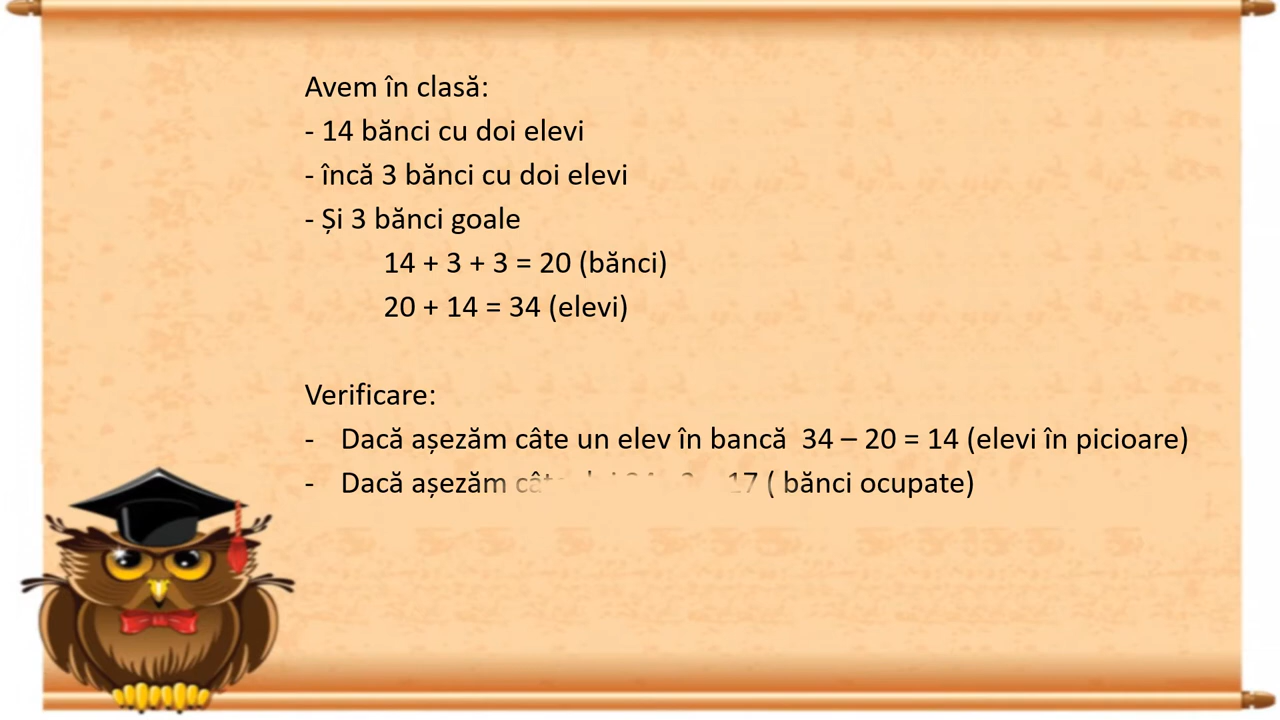 Avem în clasă:
- 14 bănci cu doi elevi
- încă 3 bănci cu doi elevi
- Și 3 bănci goale
14 + 3 + 3 = 20 (bănci)
20 + 14 = 34 (elevi)
Verificare:
- Dacă așezăm câte un elev în bancă 34 – 20 = 14 (elevi în picioare)
- Dacă așezăm 17 ( bănci ocupate)